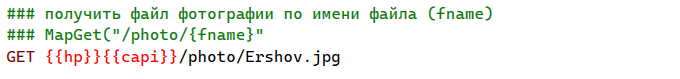 ### получить файл фотографии по имени файла (fname)
### MapGet("/photo/{fname}"
GET {{hp}}{{capi}}/photo/Ershov.jpg